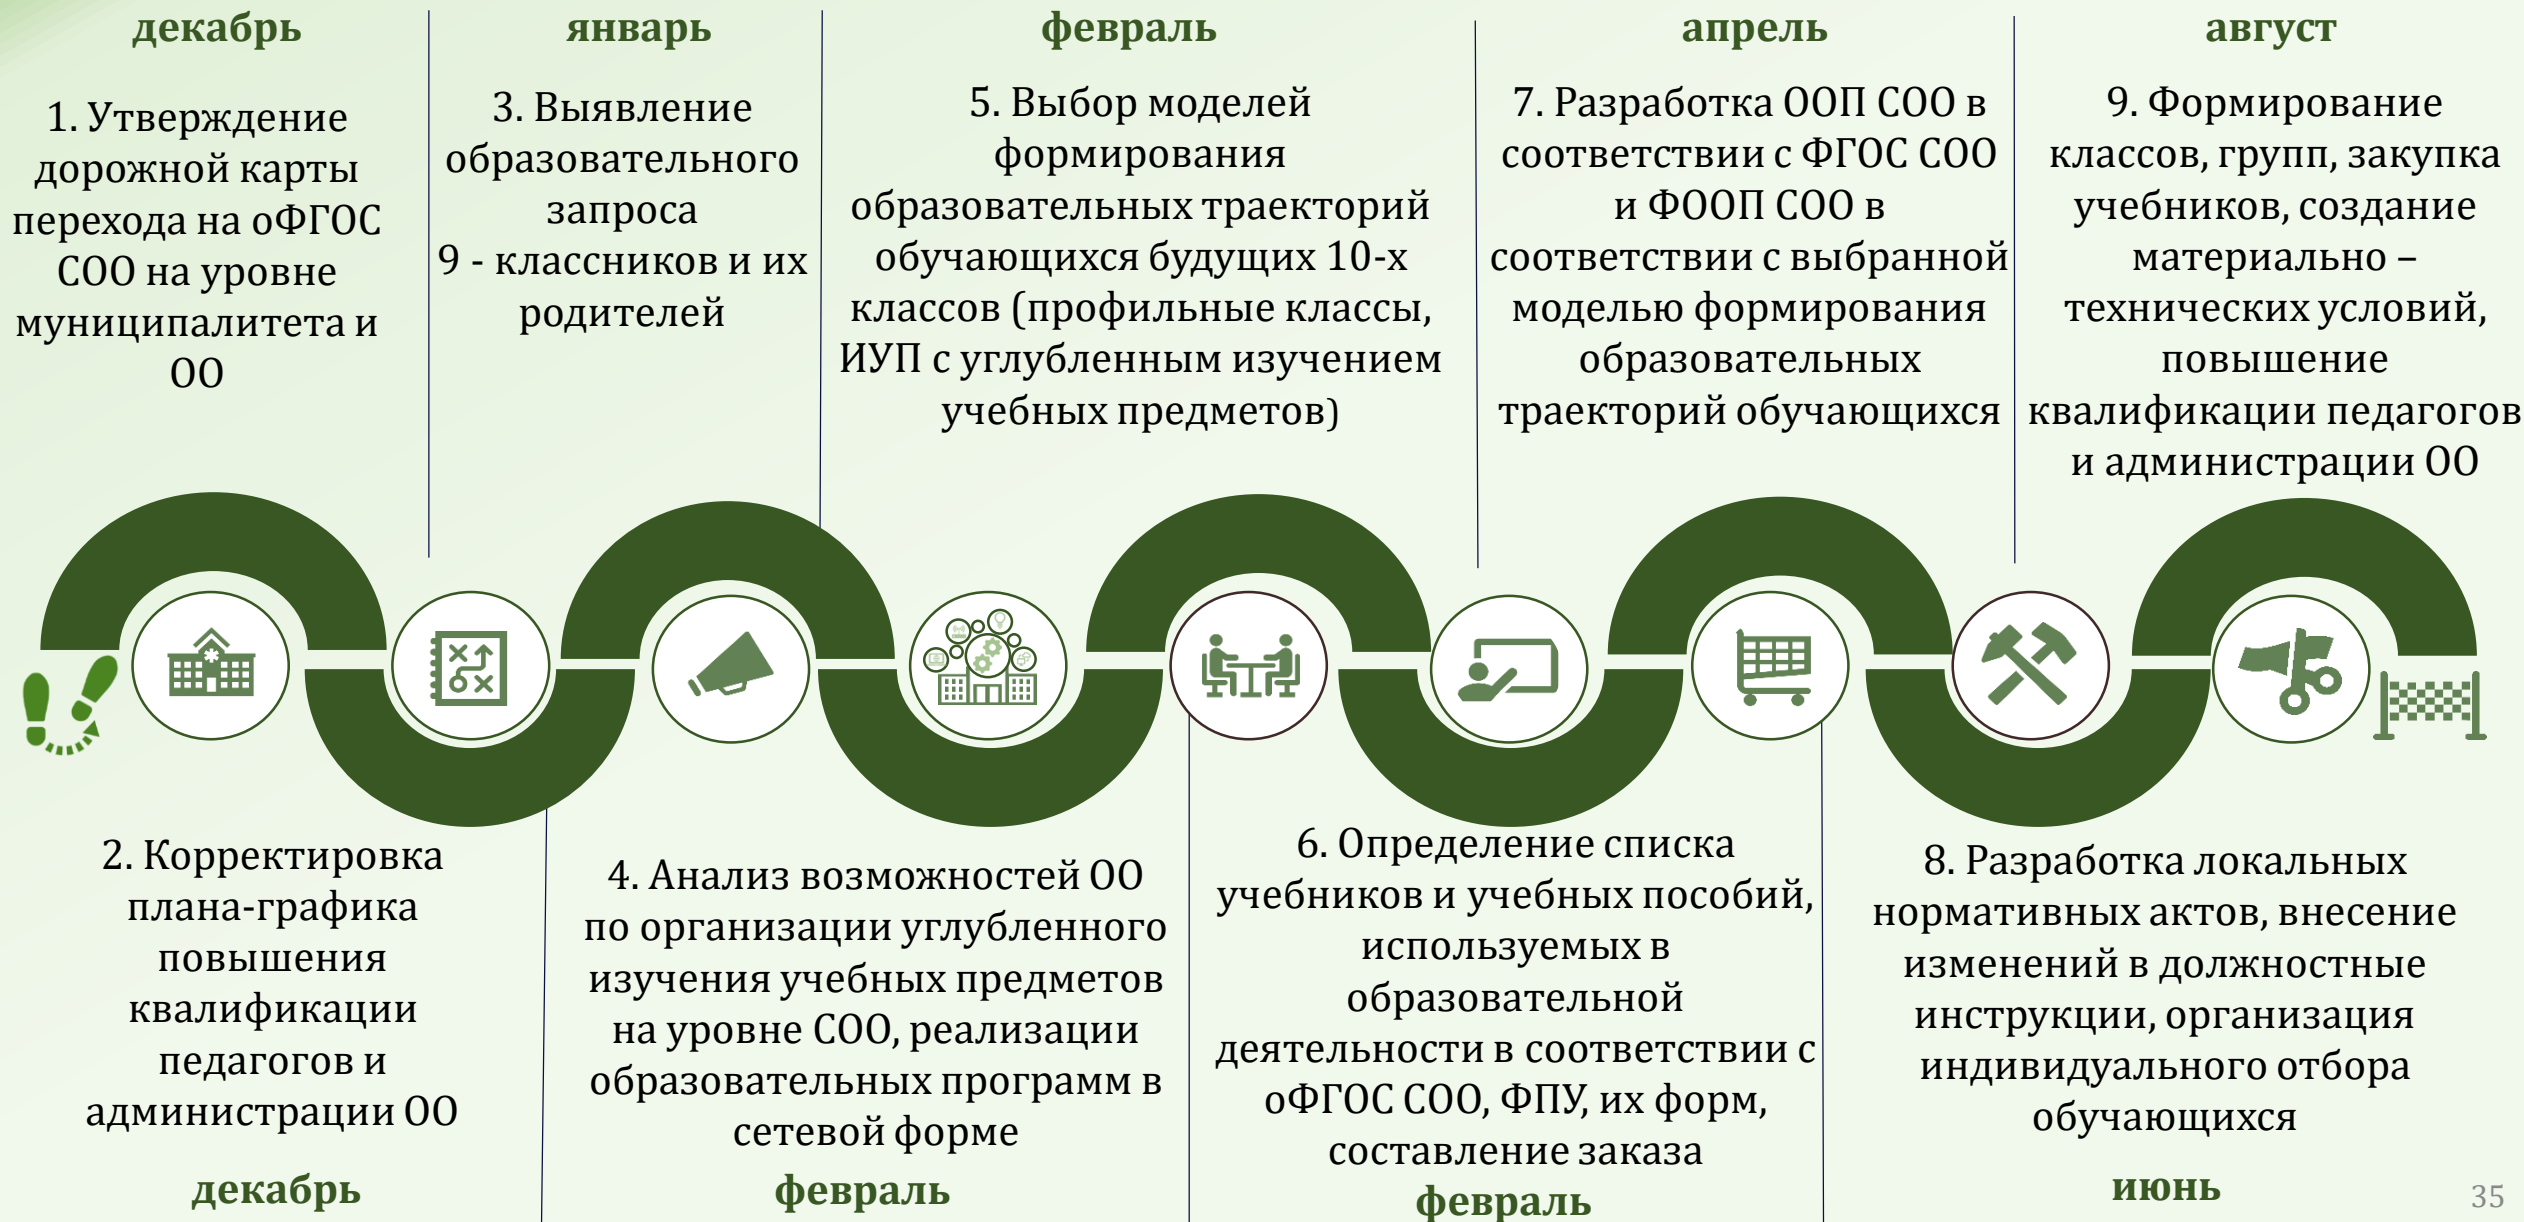 декабрь
1. Утверждение
дорожной карты
перехода на оФГОС
СОО на уровне
муниципалитета и
ОО
январь
3. Выявление
образовательного
запроса
9 - классников и их
родителей
февраль
5. Выбор моделей
формирования
образовательных траекторий
обучающихся будущих 10-х
классов (профильные классы,
ИУП с углубленным изучением
учебных предметов)
апрель
7. Разработка ООП СОО в
соответствии с ФГОС СОО
и ФООП СОО в
соответствии с выбранной
моделью формирования
образовательных
траекторий обучающихся
август
9. Формирование
классов, групп, закупка
учебников, создание
материально –
технических условий,
повышение
квалификации педагогов
и администрации ОО
2. Корректировка
плана-графика
повышения
квалификации
педагогов и
администрации ОО
декабрь
4. Анализ возможностей ОО
по организации углубленного
изучения учебных предметов
на уровне СОО, реализации
образовательных программ в
сетевой форме
февраль
6. Определение списка
учебников и учебных пособий,
используемых в
образовательной
деятельности в соответствии с
оФГОС СОО, ФПУ, их форм,
составление заказа
февраль
8. Разработка локальных
нормативных актов, внесение
изменений в должностные
инструкции, организация
индивидуального отбора
обучающихся
июнь
35